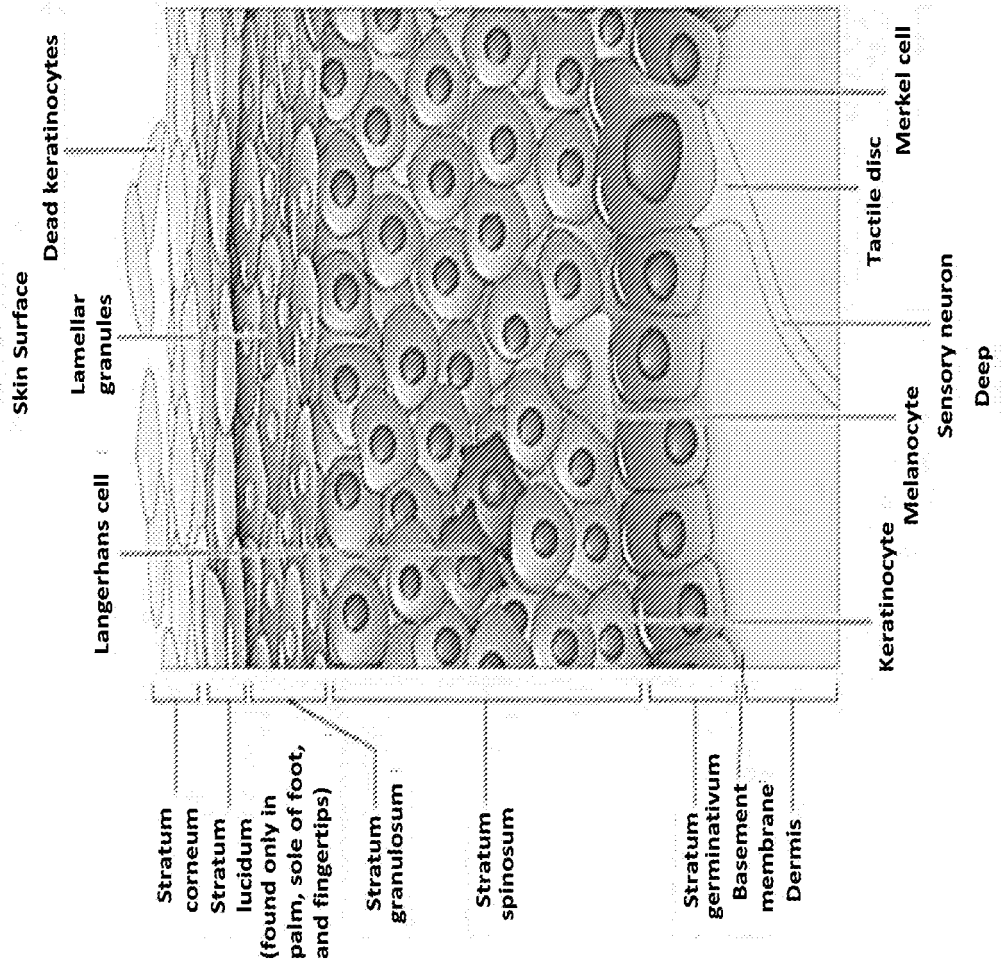 Skin Surface
Dead keratinocytes
Lamellar
granules
Langerhans cell
Stratum
corneum
Stratum
lucidum
(found only in
palm, sole of foot,
and fingertips)
Stratum
granulosum
Stratum
spinosum
Stratum
germinativum
Basement
membrane
Dermis
Keratinocyte
Melanocyte
Tactile disc
Merkel cell
Sensory neuron
Deep